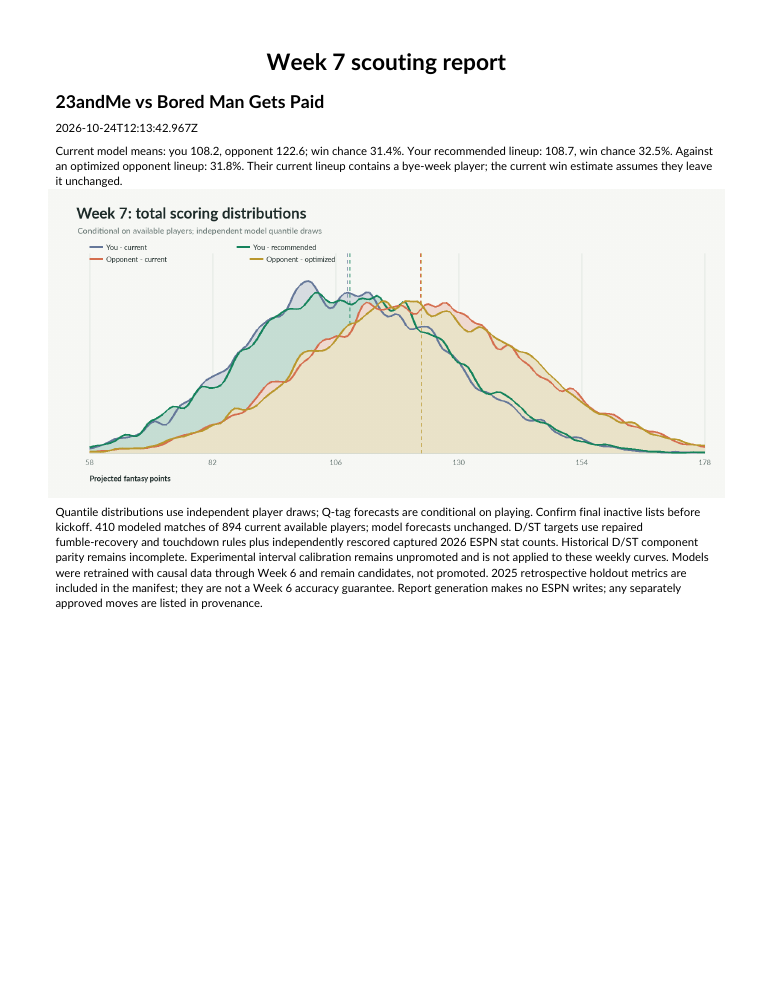 Week 7 scouting report
23andMe vs Bored Man Gets Paid
2026-10-24T12:13:42.967Z
Current model means: you 108.2, opponent 122.6; win chance 31.4%. Your recommended lineup: 108.7, win chance 32.5%. Against
an optimized opponent lineup: 31.8%. Their current lineup contains a bye-week player; the current win estimate assumes they leave
it unchanged.
Week 7: total scoring distributions
Conditional on available players; independent model quantile draws
You - current You - recommended
Opponent - current Opponent - optimized
58 82 106 130 154 178
Projected fantasy points
Quantile distributions use independent player draws; Q-tag forecasts are conditional on playing. Confirm final inactive lists before
kickoff. 410 modeled matches of 894 current available players; model forecasts unchanged. D/ST targets use repaired
fumble-recovery and touchdown rules plus independently rescored captured 2026 ESPN stat counts. Historical D/ST component
parity remains incomplete. Experimental interval calibration remains unpromoted and is not applied to these weekly curves. Models
were retrained with causal data through Week 6 and remain candidates, not promoted. 2025 retrospective holdout metrics are
included in the manifest; they are not a Week 6 accuracy guarantee. Report generation makes no ESPN writes; any separately
approved moves are listed in provenance.